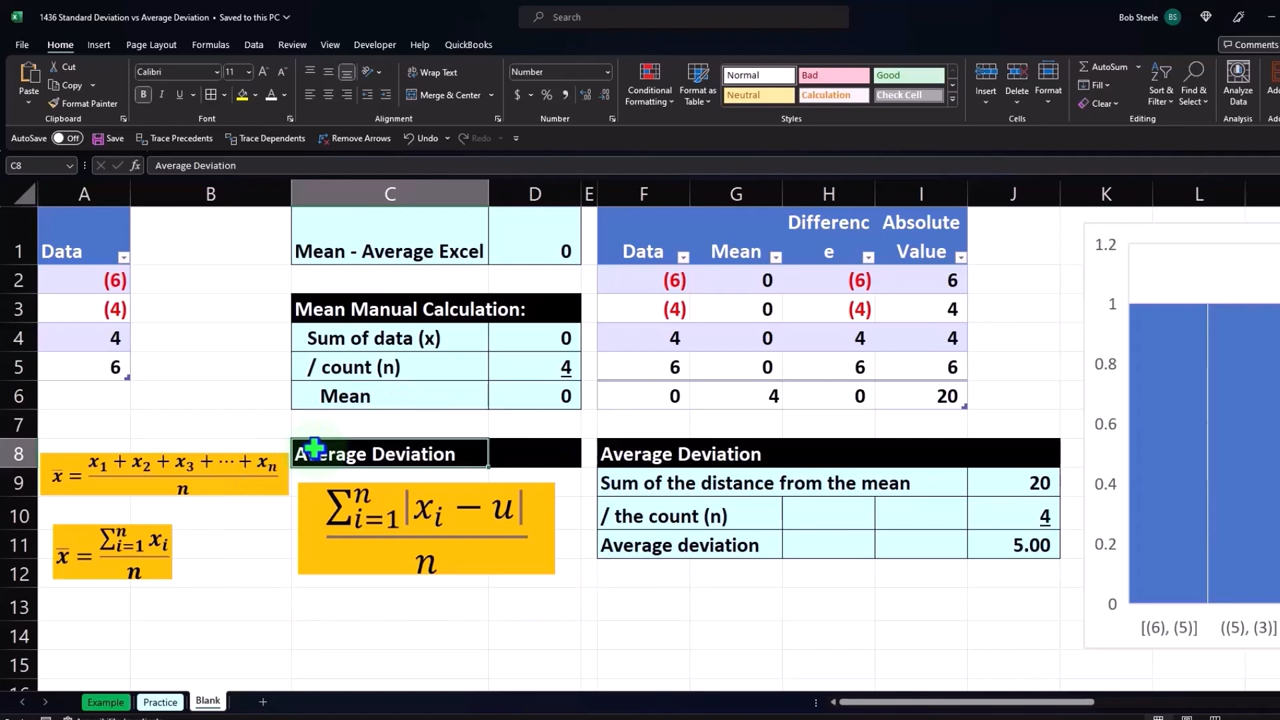 1436 Standard Deviation vs Average Deviation • Saved to this PC
Search
Bob Steele BS
File Home Insert Page Layout Formulas Data Review View Developer Help QuickBooks
Comments
Paste
Cut
Copy
Format Painter
Clipboard
Calibri 11
B I U
Font
Wrap Text
Merge & Center
Alignment
Number
$ % ,
Number
Conditional Formatting
Format as Table
Normal Bad Good
Neutral Calculation Check Cell
Styles
Insert Delete Format
Cells
AutoSum
Fill
Clear
Sort & Filter
Find & Select
Editing
Analyze Data
Analysis
AutoSave Off Save Trace Precedents Trace Dependents Remove Arrows Undo Redo
C8 fx Average Deviation
A B C D E F G H I J K L
1 Data Mean - Average Excel 0 Data Mean Differenc e Absolute Value
2 (6) (6) 0 (6) 6
3 (4) Mean Manual Calculation: (4) 0 (4) 4
4 4 Sum of data (x) 0 4 0 4 4
5 6 / count (n) 4 6 0 6 6
6 Mean 0 0 4 0 20
7
8 Average Deviation Average Deviation
9 Sum of the distance from the mean 20
10 / the count (n) 4
11 Average deviation 5.00
12
13
14
15
x̅ = x₁ + x₂ + x₃ + ⋯ + xₙ
n
x̅ = ∑ⁿᵢ₌₁ xᵢ
n
∑ⁿᵢ₌₁|xᵢ − u|
n
1.2
1
0.8
0.6
0.4
0.2
0
[(6), (5)] ((5), (3)]
Example Practice Blank